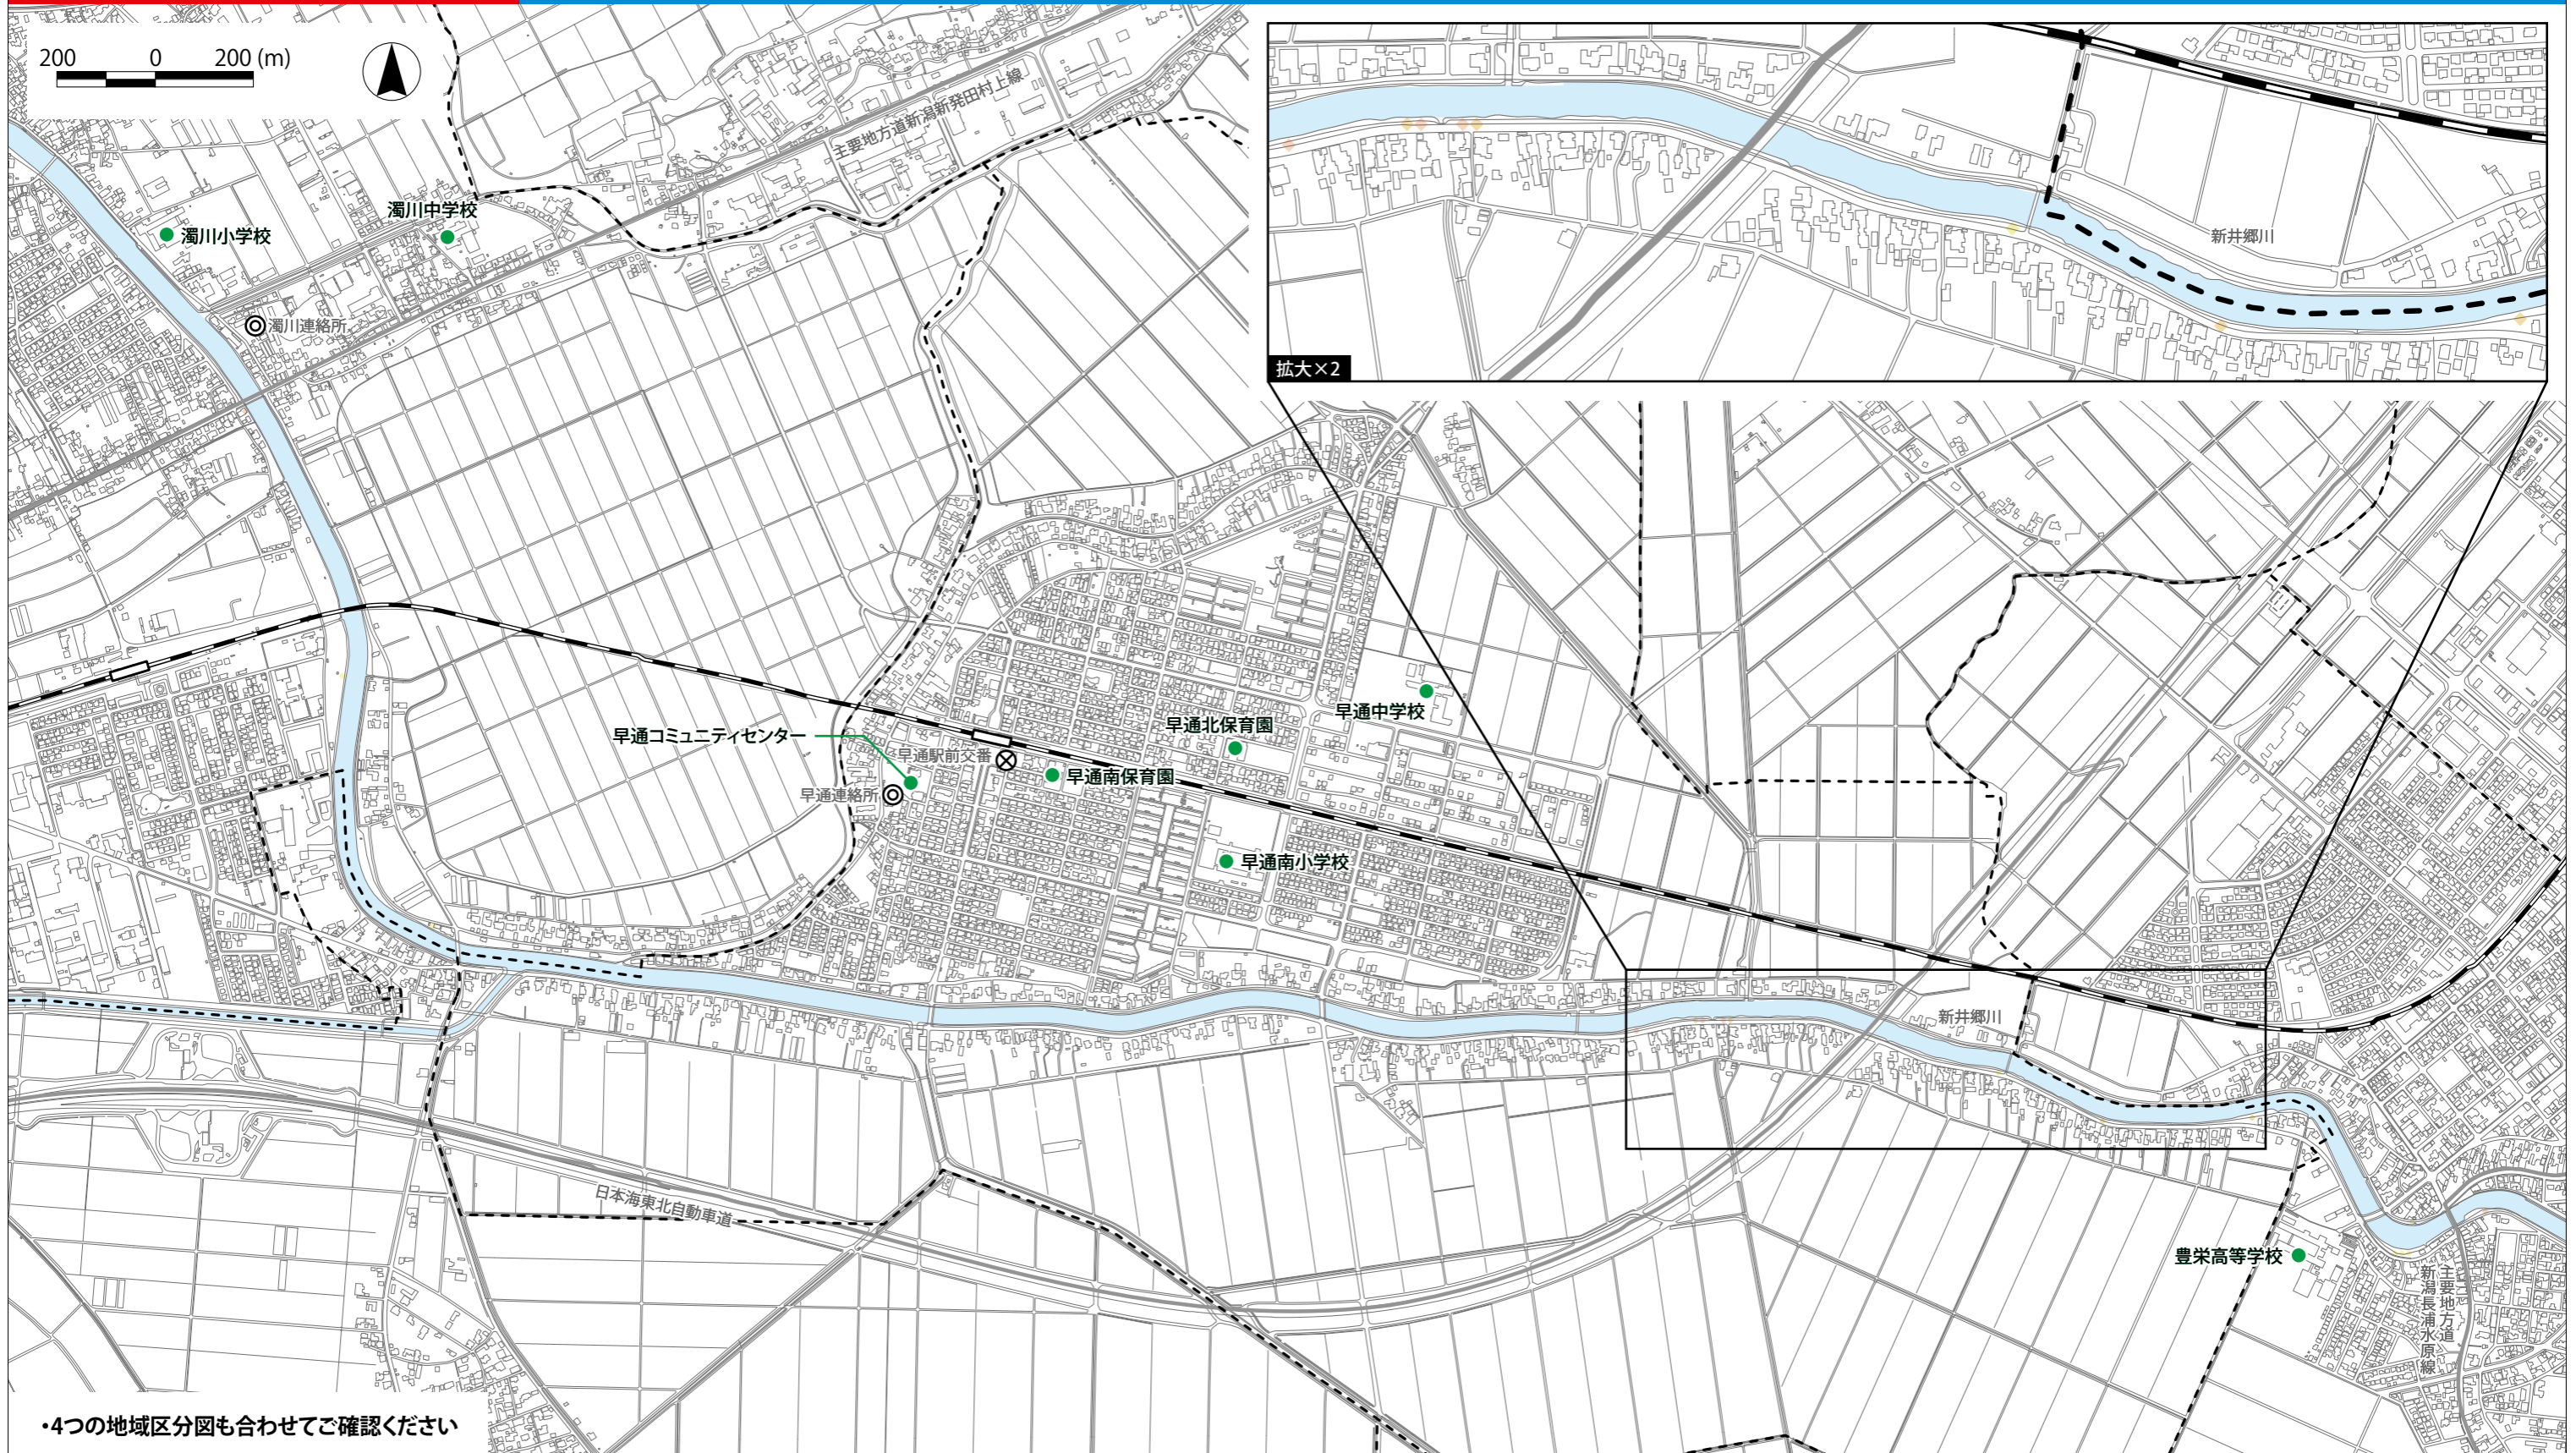 200 0 200 (m)
主要地方道新潟新発田村上線
濁川中学校
濁川小学校
濁川連絡所
新井郷川
拡大×2
早通中学校
早通北保育園
早通コミュニティセンター
早通駅前交番
早通南保育園
早通連絡所
早通南小学校
新井郷川
日本海東北自動車道
豊栄高等学校
主要地方道
新潟長浦水原線
・4つの地域区分図も合わせてご確認ください